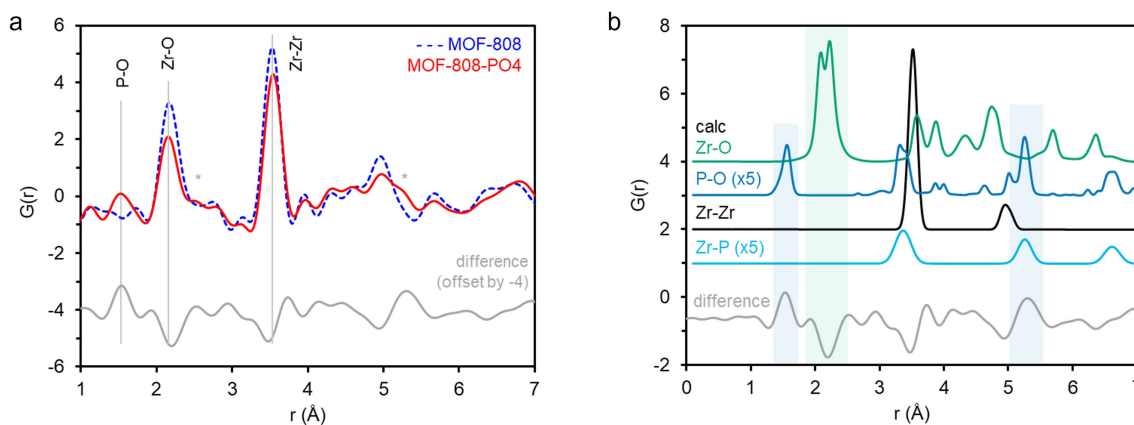 a
6
4
2
0
-2
-4
-6
G(r)
P-O
Zr-O
Zr-Zr
MOF-808
MOF-808-PO4
*
*
difference
(offset by -4)
1
2
3
4
5
6
7
r (Å)
b
8
6
4
2
0
-2
G(r)
calc
Zr-O
P-O (x5)
Zr-Zr
Zr-P (x5)
difference
0
1
2
3
4
5
6
7
r (Å)